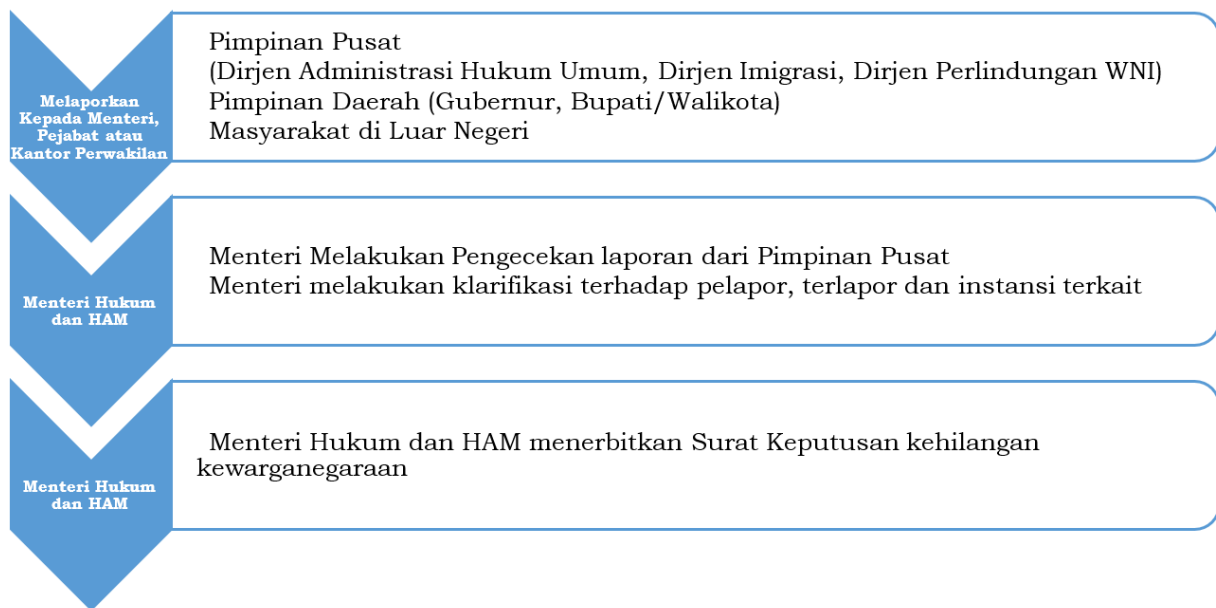 Melaporkan
Kepada Menteri,
Pejabat atau
Kantor Perwakilan
Pimpinan Pusat
(Dirjen Administrasi Hukum Umum, Dirjen Imigrasi, Dirjen Perlindungan WNI)
Pimpinan Daerah (Gubernur, Bupati/Walikota)
Masyarakat di Luar Negeri
Menteri Hukum
dan HAM
Menteri Melakukan Pengecekan laporan dari Pimpinan Pusat
Menteri melakukan klarifikasi terhadap pelapor, terlapor dan instansi terkait
Menteri Hukum
dan HAM
Menteri Hukum dan HAM menerbitkan Surat Keputusan kehilangan
kewarganegaraan